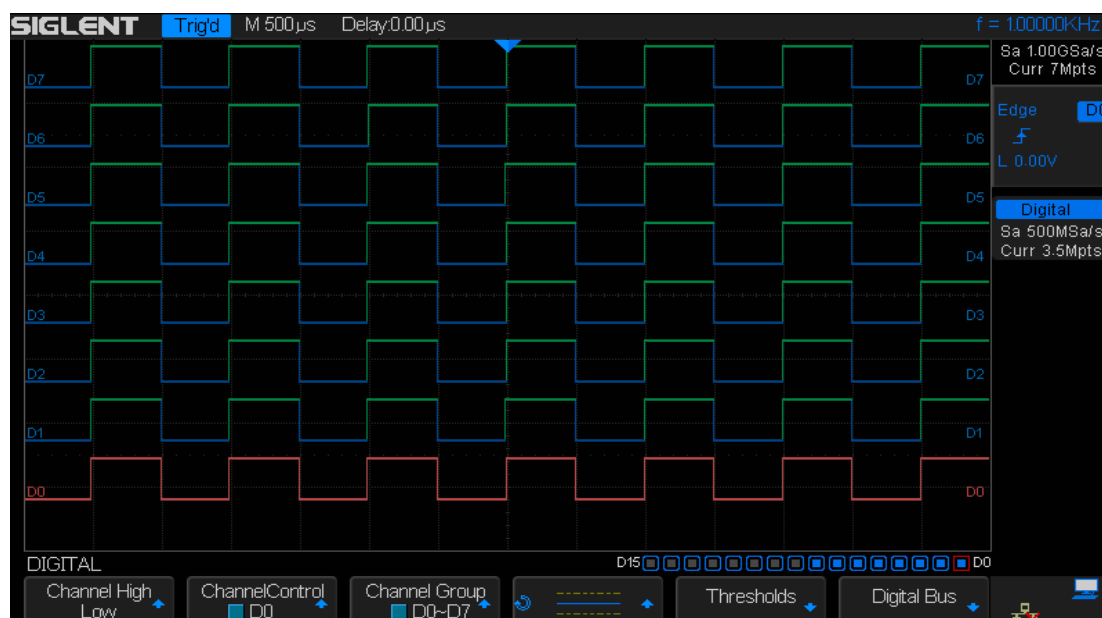 SIGLENT Trig'd M 500µs Delay:0.00µs f = 1.00000KHz
Sa 1.00GSa/s
Curr 7Mpts
D7 D7
Edge D0
D6 D6
L 0.00V
D5 D5
Digital
Sa 500MSa/s
D4 D4
Curr 3.5Mpts
D3 D3
D2 D2
D1 D1
D0 D0
DIGITAL D15 D0
Channel High ChannelControl Channel Group Thresholds Digital Bus
Low D0 D0~D7